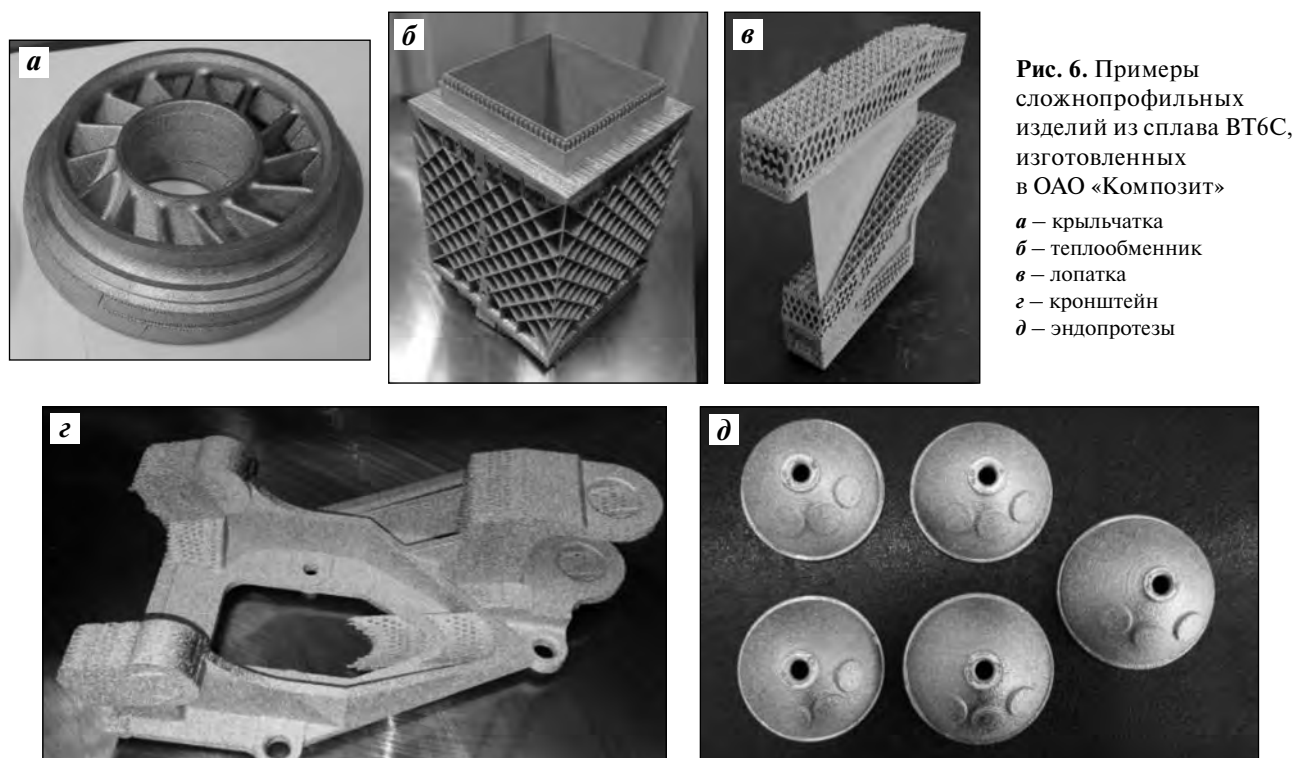 а
б
в
Рис. 6. Примеры
сложнопрофильных
изделий из сплава ВТ6С,
изготовленных
в ОАО «Композит»
а – крыльчатка
б – теплообменник
в – лопатка
г – кронштейн
д – эндопротезы
г
д